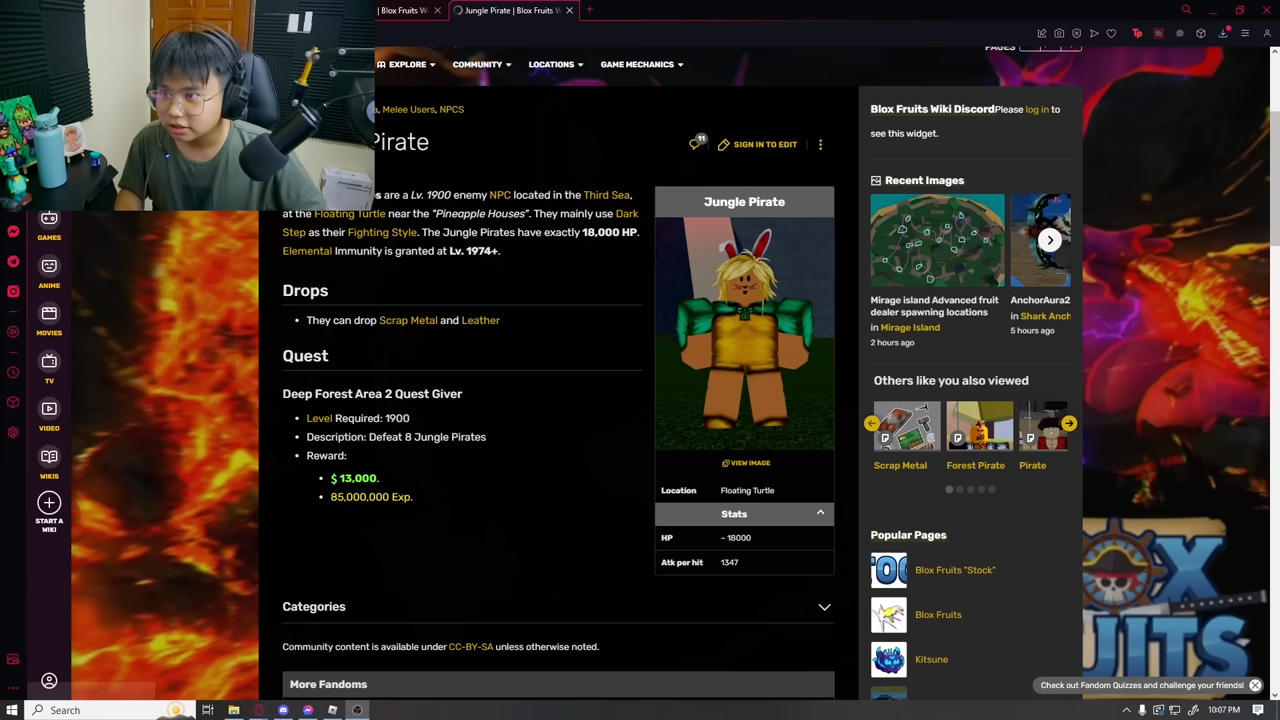 | Blox Fruits Wi
Jungle Pirate | Blox Fruits W
PAGES
EXPLORE
COMMUNITY
LOCATIONS
GAME MECHANICS
Melee Users, NPCS
Pirate
11
SIGN IN TO EDIT
are a Lv. 1900 enemy NPC located in the Third Sea,
at the Floating Turtle near the "Pineapple Houses". They mainly use Dark
Step as their Fighting Style. The Jungle Pirates have exactly 18,000 HP.
Elemental Immunity is granted at Lv. 1974+.
Drops
They can drop Scrap Metal and Leather
Quest
Deep Forest Area 2 Quest Giver
Level Required: 1900
Description: Defeat 8 Jungle Pirates
Reward:
$ 13,000.
85,000,000 Exp.
Jungle Pirate
VIEW IMAGE
Location Floating Turtle
Stats
HP ~ 18000
Atk per hit 1347
Categories
Community content is available under CC-BY-SA unless otherwise noted.
More Fandoms
Blox Fruits Wiki DiscordPlease log in to
see this widget.
Recent Images
Mirage island Advanced fruit
dealer spawning locations
in Mirage Island
2 hours ago
AnchorAura2
in Shark Anch
5 hours ago
Others like you also viewed
Scrap Metal
Forest Pirate
Pirate
Popular Pages
Blox Fruits "Stock"
Blox Fruits
Kitsune
Check out Fandom Quizzes and challenge your friends!
GAMES
ANIME
MOVIES
TV
VIDEO
WIKIS
START A
WIKI
Search
10:07 PM